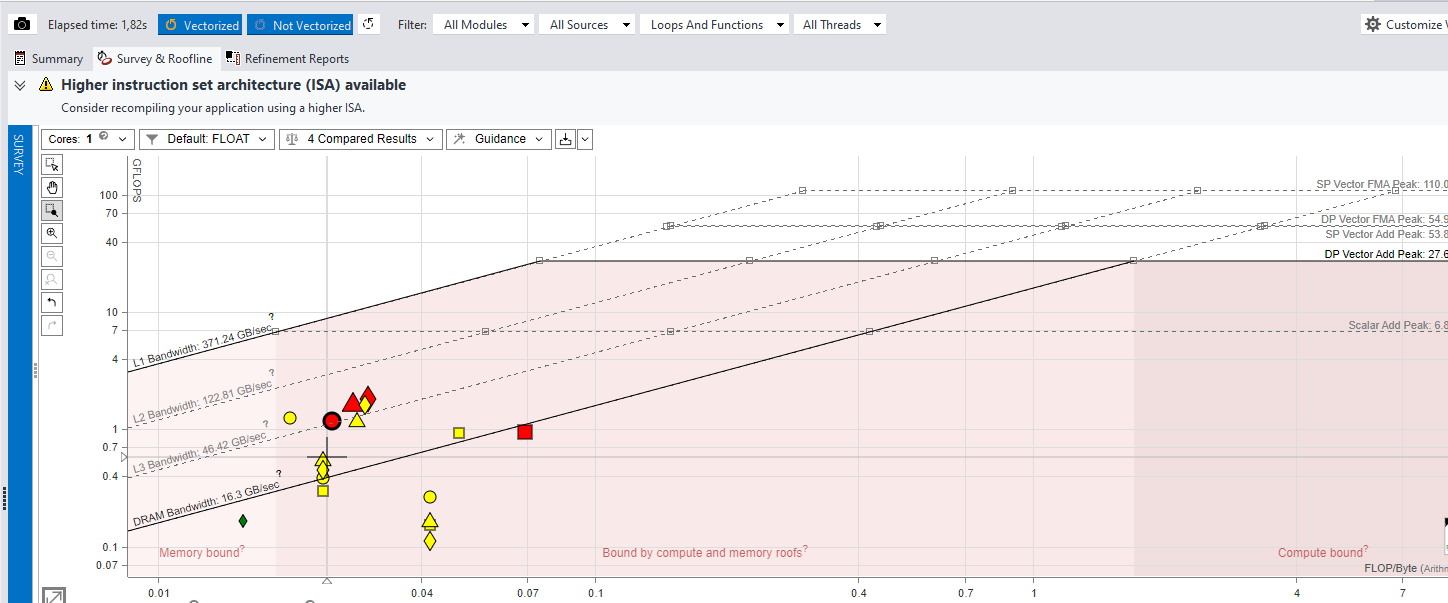 Elapsed time: 1,82s Vectorized Not Vectorized Filter: All Modules All Sources Loops And Functions All Threads Customize
Summary Survey & Roofline Refinement Reports
Higher instruction set architecture (ISA) available
Consider recompiling your application using a higher ISA.
SURVEY
Cores: 1 ? Default: FLOAT 4 Compared Results Guidance
GFLOPS
100
70
40
10
7
4
1
0.7
0.4
0.1
0.07
SP Vector FMA Peak: 110.0
DP Vector FMA Peak: 54.9
SP Vector Add Peak: 53.8
DP Vector Add Peak: 27.6
Scalar Add Peak: 6.8
L1 Bandwidth: 371.24 GB/sec ?
L2 Bandwidth: 122.81 GB/sec ?
L3 Bandwidth: 46.42 GB/sec ?
DRAM Bandwidth: 16.3 GB/sec ?
Memory bound? Bound by compute and memory roofs? Compute bound?
FLOP/Byte (Arithm
0.01 0.04 0.07 0.1 0.4 0.7 1 4 7